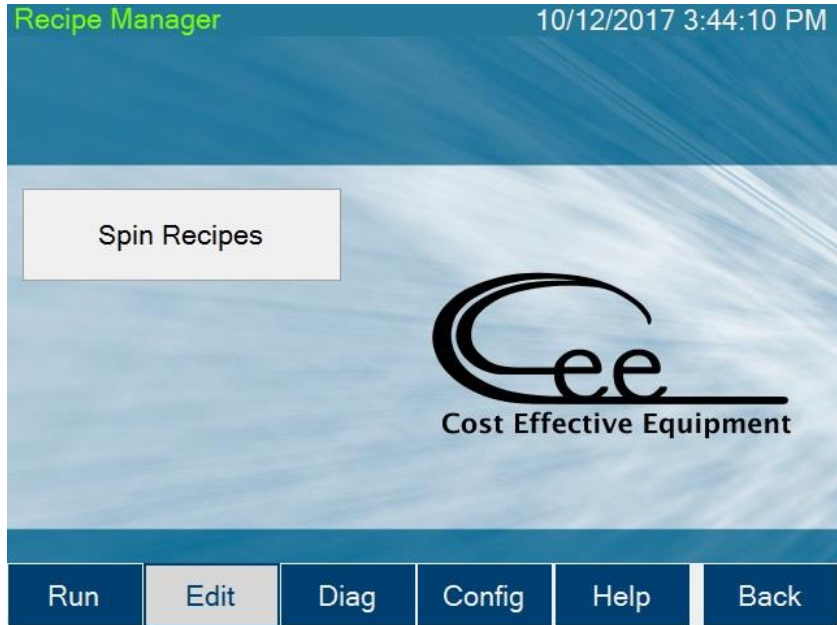 Recipe Manager 10/12/2017 3:44:10 PM
Spin Recipes
Cee
Cost Effective Equipment
Run Edit Diag Config Help Back